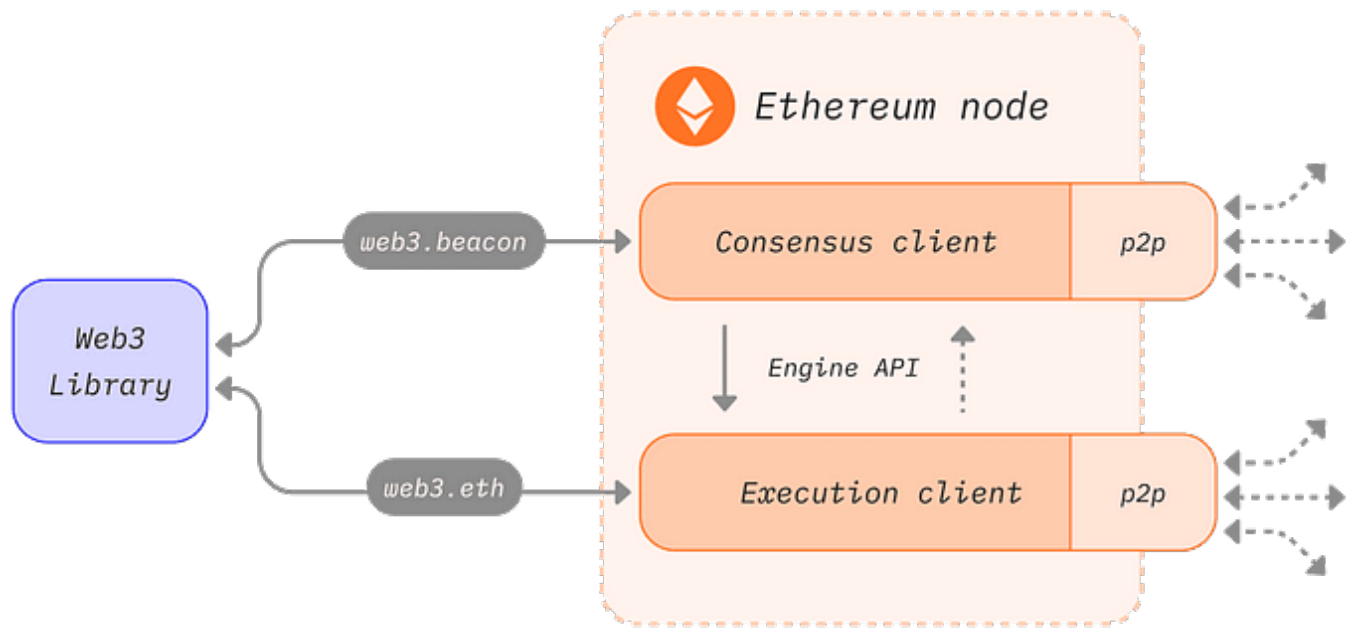 Ethereum node
web3.beacon
Consensus client
p2p
Web3
Library
Engine API
web3.eth
Execution client
p2p